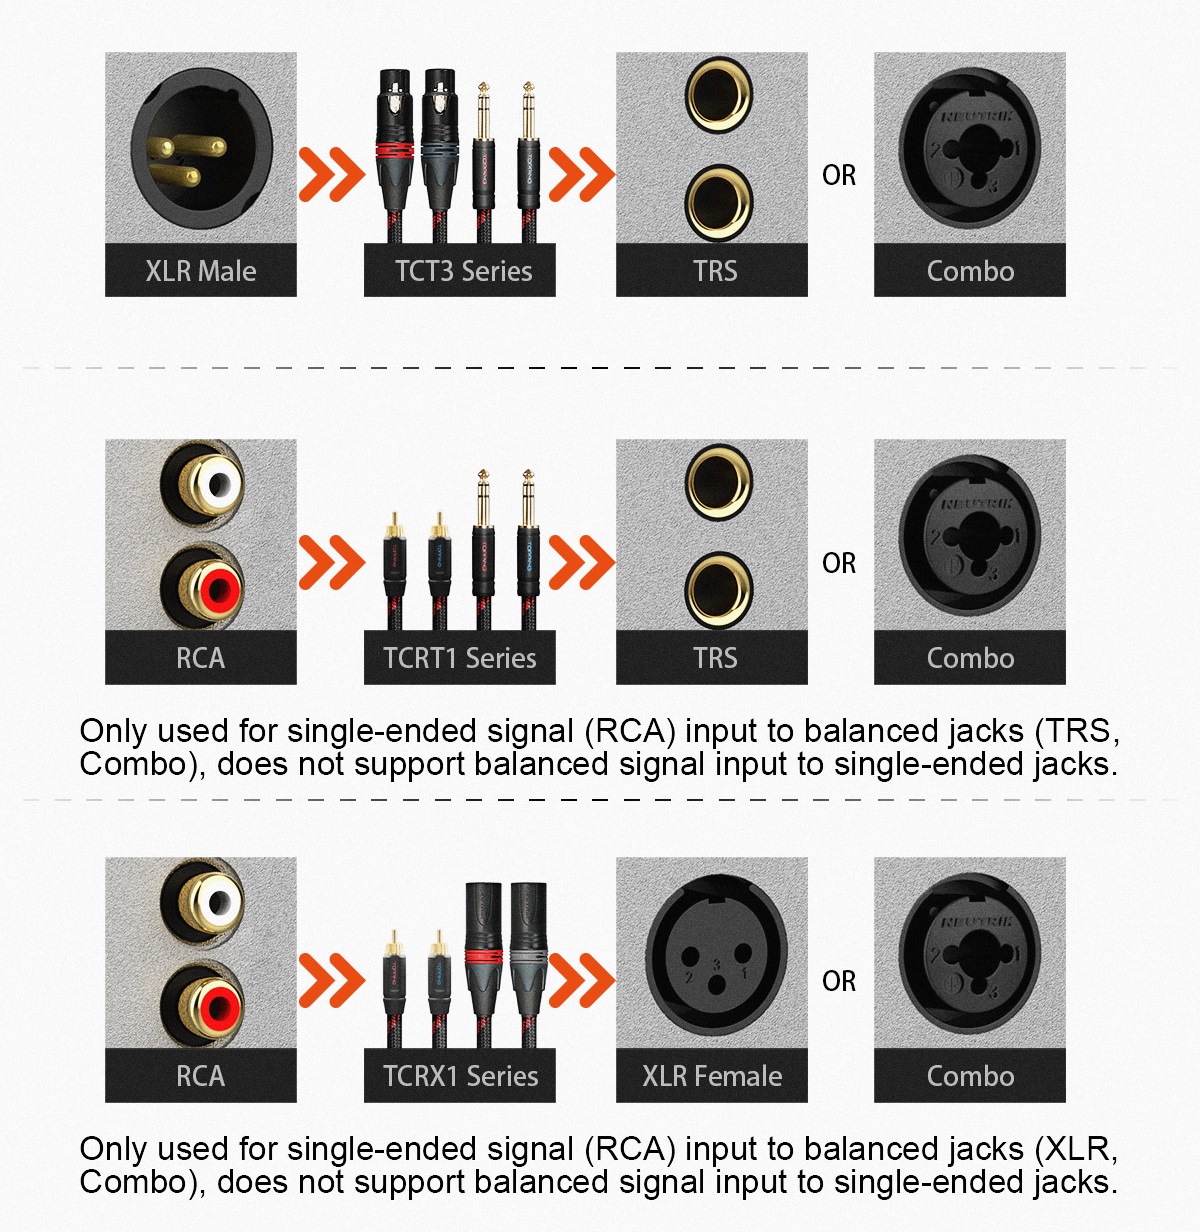 NEUTRIK
2 1
3
OR
XLR Male
TCT3 Series
TRS
Combo
NEUTRIK
2 1
3
OR
RCA
TCRT1 Series
TRS
Combo
Only used for single-ended signal (RCA) input to balanced jacks (TRS,
Combo), does not support balanced signal input to single-ended jacks.
NEUTRIK
2 3 1
2 1
3
OR
RCA
TCRX1 Series
XLR Female
Combo
Only used for single-ended signal (RCA) input to balanced jacks (XLR,
Combo), does not support balanced signal input to single-ended jacks.